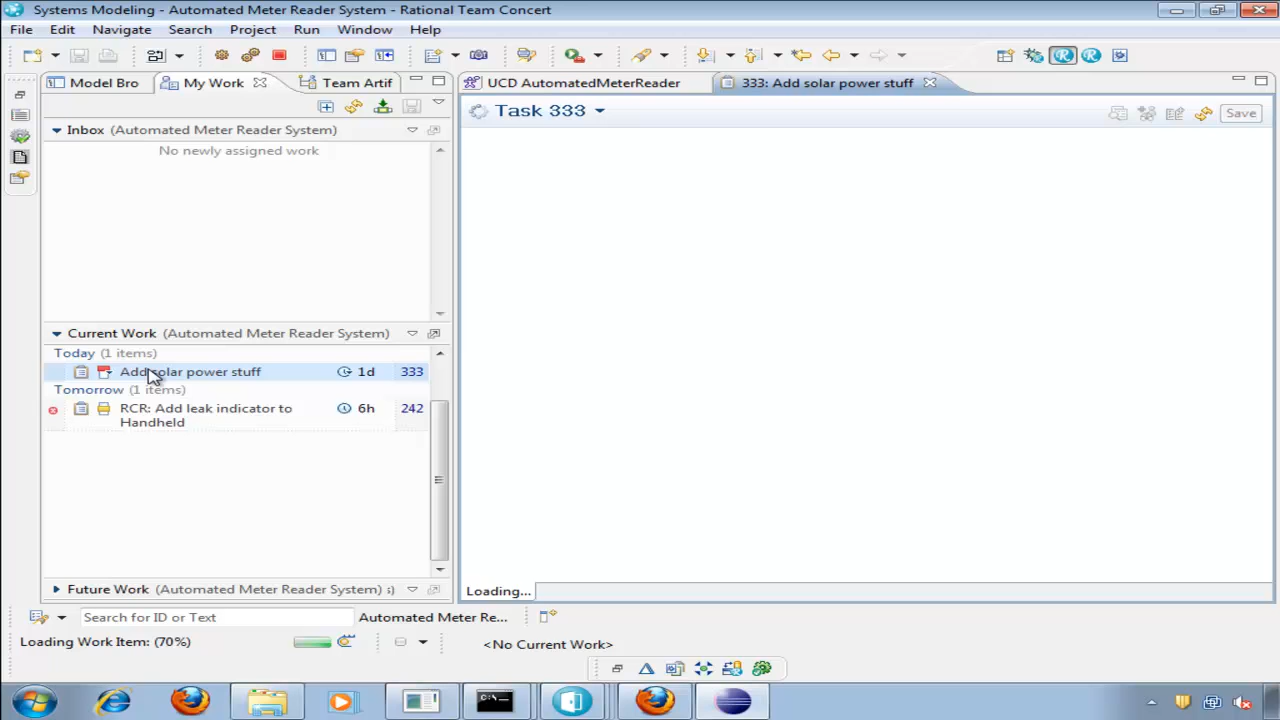 Systems Modeling - Automated Meter Reader System - Rational Team Concert
File Edit Navigate Search Project Run Window Help
Model Bro My Work Team Artif
UCD AutomatedMeterReader 333: Add solar power stuff
Task 333 Save
Inbox (Automated Meter Reader System)
No newly assigned work
Current Work (Automated Meter Reader System)
Today (1 items)
Add solar power stuff 1d 333
Tomorrow (1 items)
RCR: Add leak indicator to 6h 242
Handheld
Future Work (Automated Meter Reader System) :)
Loading...
Search for ID or Text Automated Meter Re...
Loading Work Item: (70%) <No Current Work>